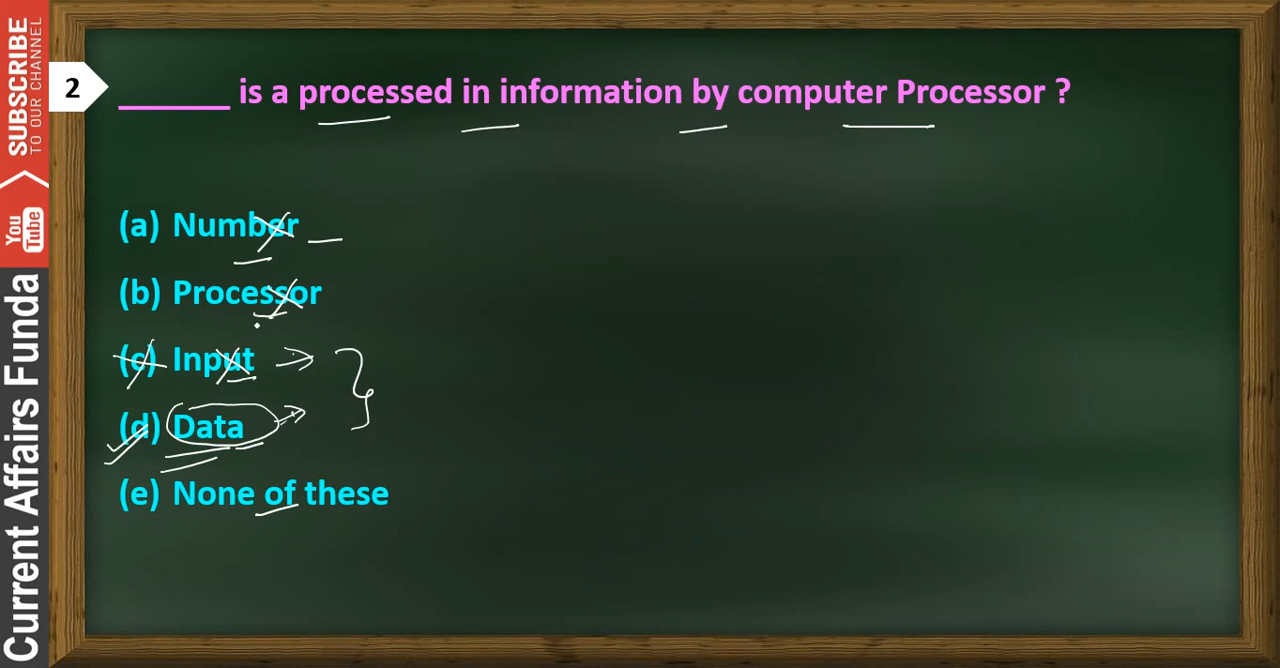 SUBSCRIBE
TO OUR CHANNEL
You
Tube
Current Affairs Funda
2
______ is a processed in information by computer Processor ?
(a) Number
(b) Processor
(c) Input
(d) Data
(e) None of these